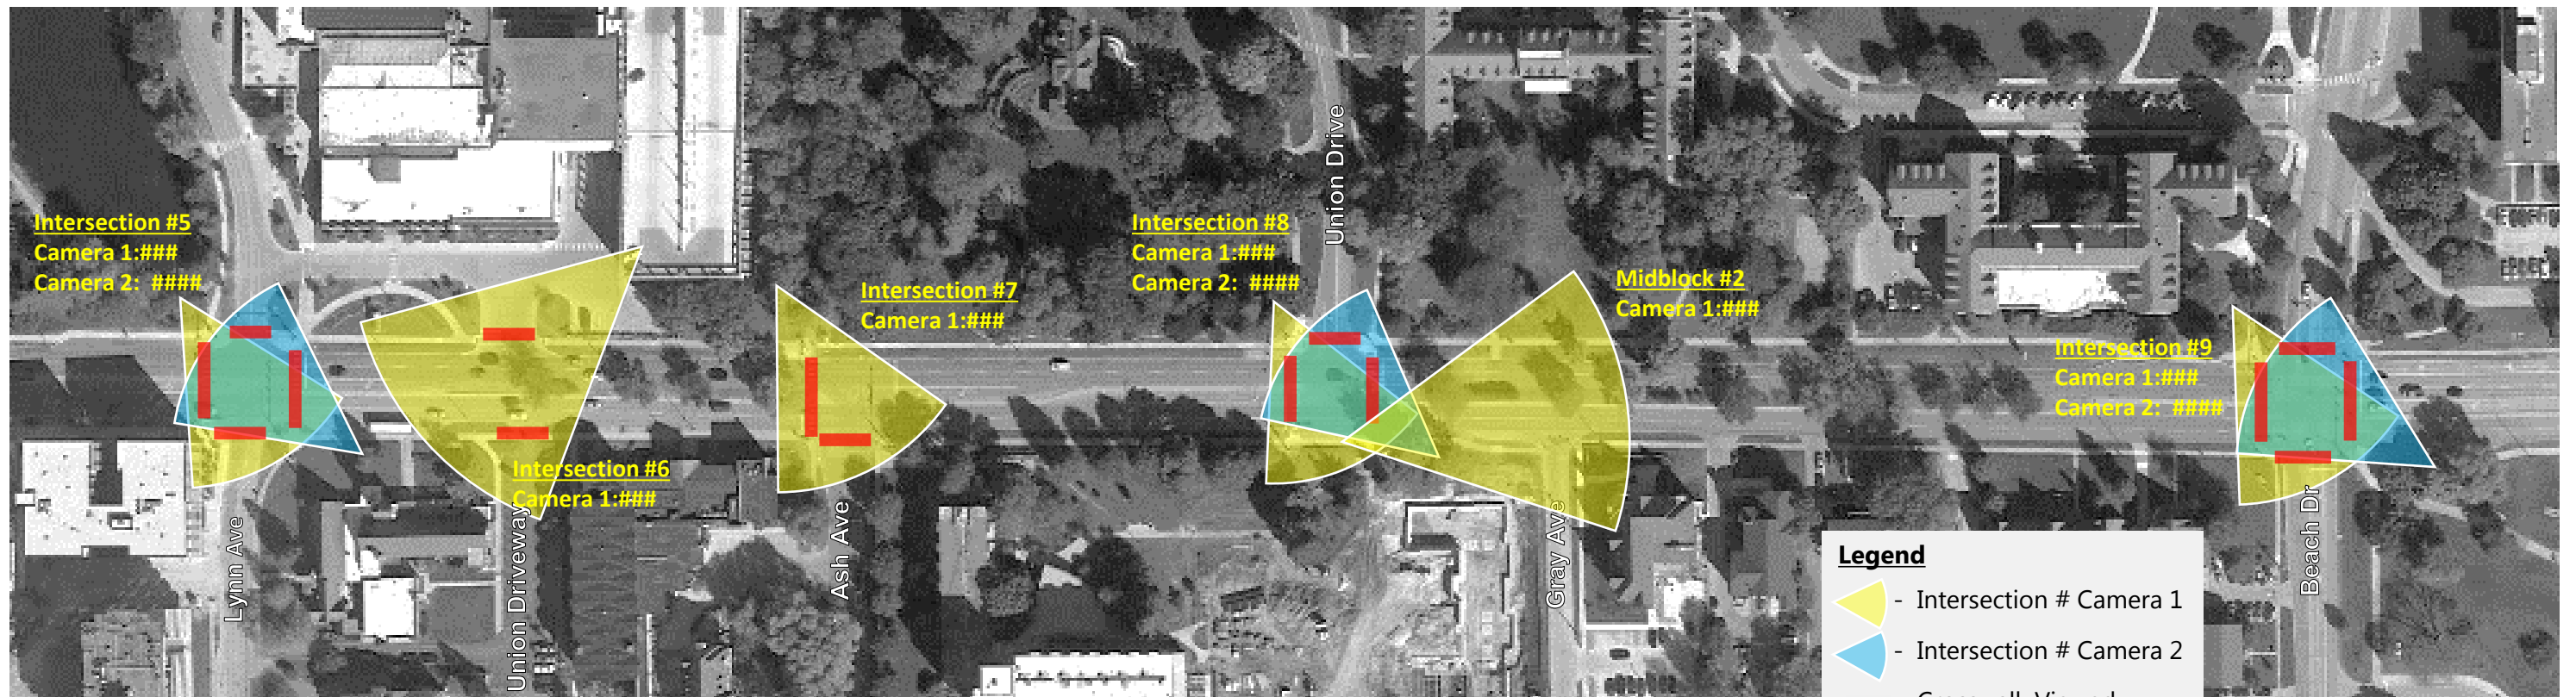 Intersection #5
Camera 1:###
Camera 2: ####
Intersection #6
Camera 1:###
Intersection #7
Camera 1:###
Intersection #8
Camera 1:###
Camera 2: ####
Midblock #2
Camera 1:###
Intersection #9
Camera 1:###
Camera 2: ####
Lynn Ave
Union Driveway
Ash Ave
Union Drive
Gray Ave
Beach Dr
Legend
- Intersection # Camera 1
- Intersection # Camera 2